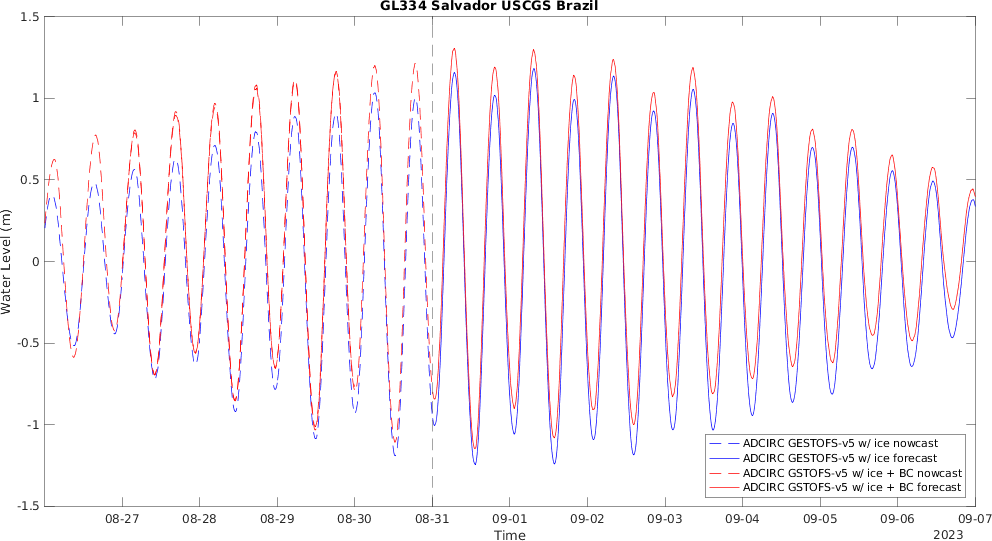 GL334 Salvador USCGS Brazil
1.5
1
0.5
0
-0.5
-1
-1.5
Water Level (m)
08-27 08-28 08-29 08-30 08-31 09-01 09-02 09-03 09-04 09-05 09-06 09-07
Time
2023
ADCIRC GESTOFS-v5 w/ ice nowcast
ADCIRC GESTOFS-v5 w/ ice forecast
ADCIRC GSTOFS-v5 w/ ice + BC nowcast
ADCIRC GSTOFS-v5 w/ ice + BC forecast